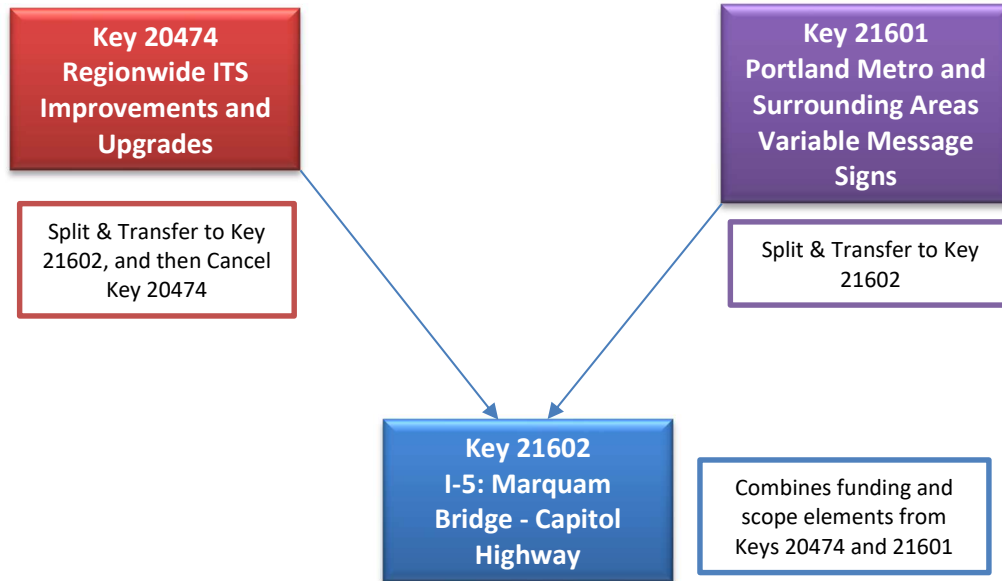 Key 20474
Regionwide ITS
Improvements and
Upgrades
Key 21601
Portland Metro and
Surrounding Areas
Variable Message
Signs
Split & Transfer to Key
21602, and then Cancel
Key 20474
Split & Transfer to Key
21602
Key 21602
I-5: Marquam
Bridge - Capitol
Highway
Combines funding and
scope elements from
Keys 20474 and 21601